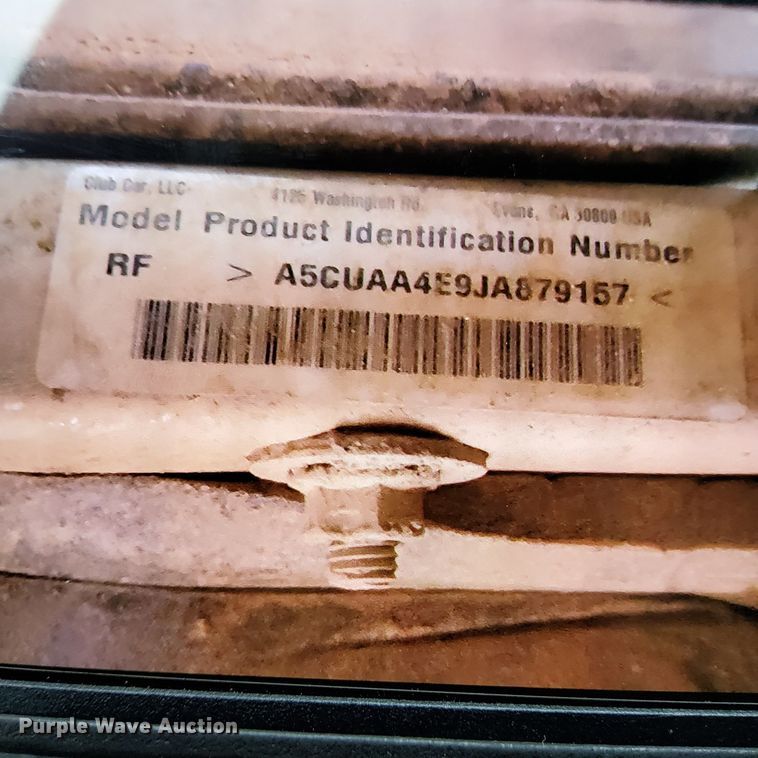 Club Car, LLC 4125 Washington Rd. Evans, GA 30809 USA
Model Product Identification Number
RF > A5CUAA4E9JA879157 <
Purple Wave Auction